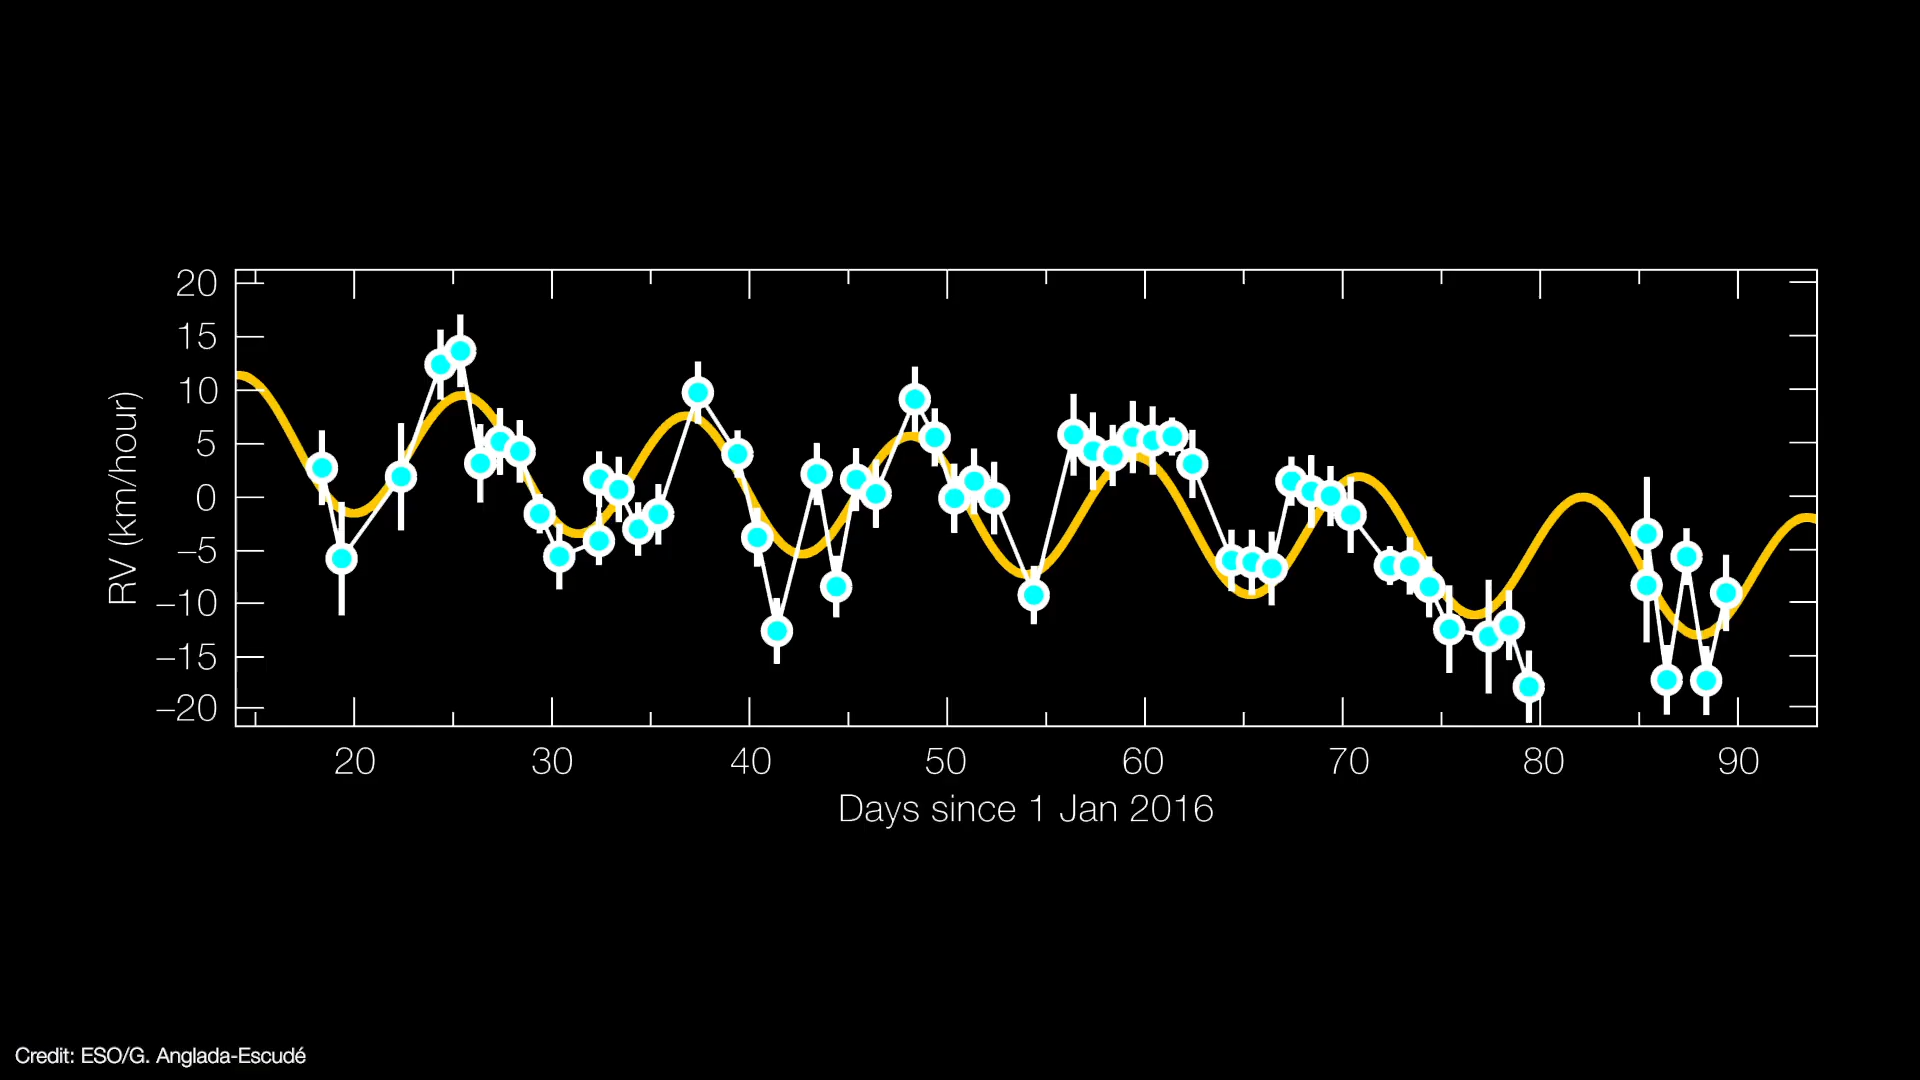 20
15
10
5
0
–5
–10
–15
–20
RV (km/hour)
20 30 40 50 60 70 80 90
Days since 1 Jan 2016
Credit: ESO/G. Anglada-Escudé